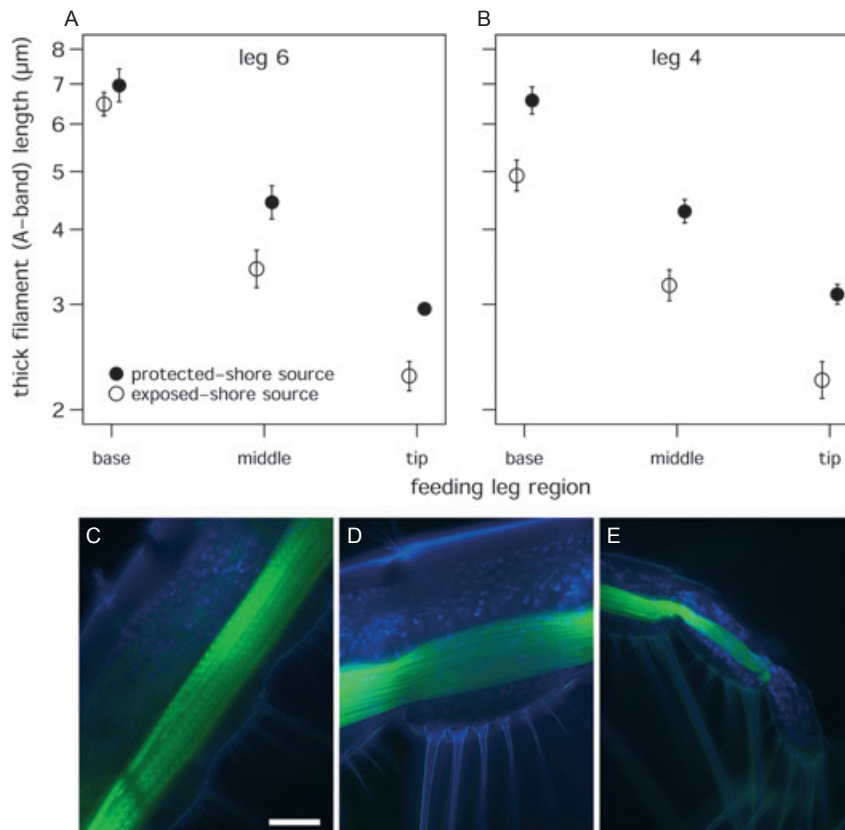 A
B
leg 6
leg 4
thick filament (A-band) length (µm)
8
7
6
5
4
3
2
protected-shore source
exposed-shore source
base middle tip
base middle tip
feeding leg region
C
D
E